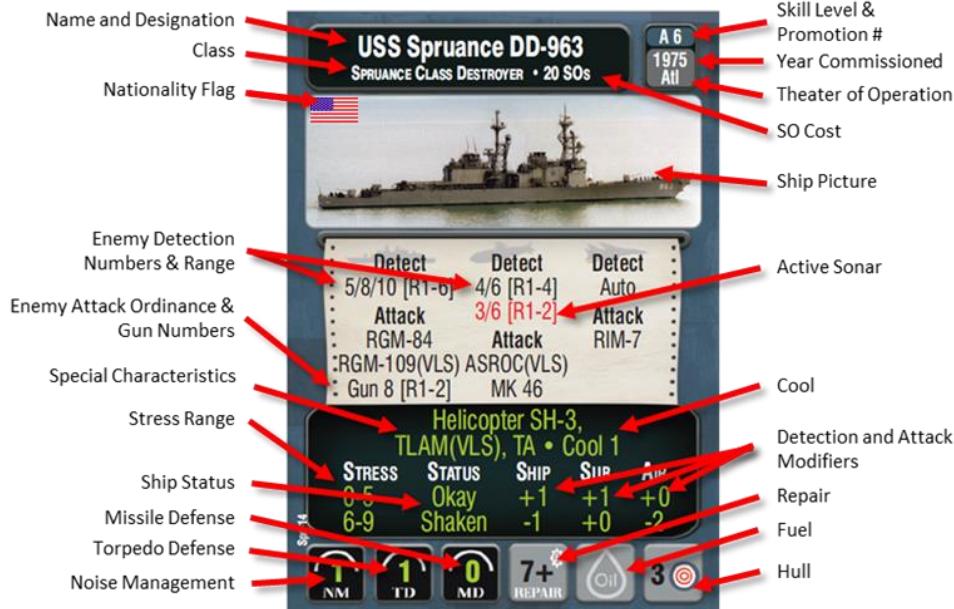 Name and Designation
Class
Nationality Flag
Enemy Detection
Numbers & Range
Enemy Attack Ordinance &
Gun Numbers
Special Characteristics
Stress Range
Ship Status
Missile Defense
Torpedo Defense
Noise Management
USS Spruance DD-963
SPRUANCE CLASS DESTROYER • 20 SOs
A 6
1975
Atl
Detect
5/8/10 [R1-6]
Attack
RGM-84
RGM-109(VLS)
Gun 8 [R1-2]
Detect
4/6 [R1-4]
3/6 [R1-2]
Attack
ASROC(VLS)
MK 46
Detect
Auto
Attack
RIM-7
Helicopter SH-3,
TLAM(VLS), TA • Cool 1
STRESS STATUS SHIP SUB AIR
0-5 Okay +1 +1 +0
6-9 Shaken -1 +0 -2
1 NM
1 TD
0 MD
7+ REPAIR
Oil
3
Skill Level &
Promotion #
Year Commissioned
Theater of Operation
SO Cost
Ship Picture
Active Sonar
Cool
Detection and Attack
Modifiers
Repair
Fuel
Hull